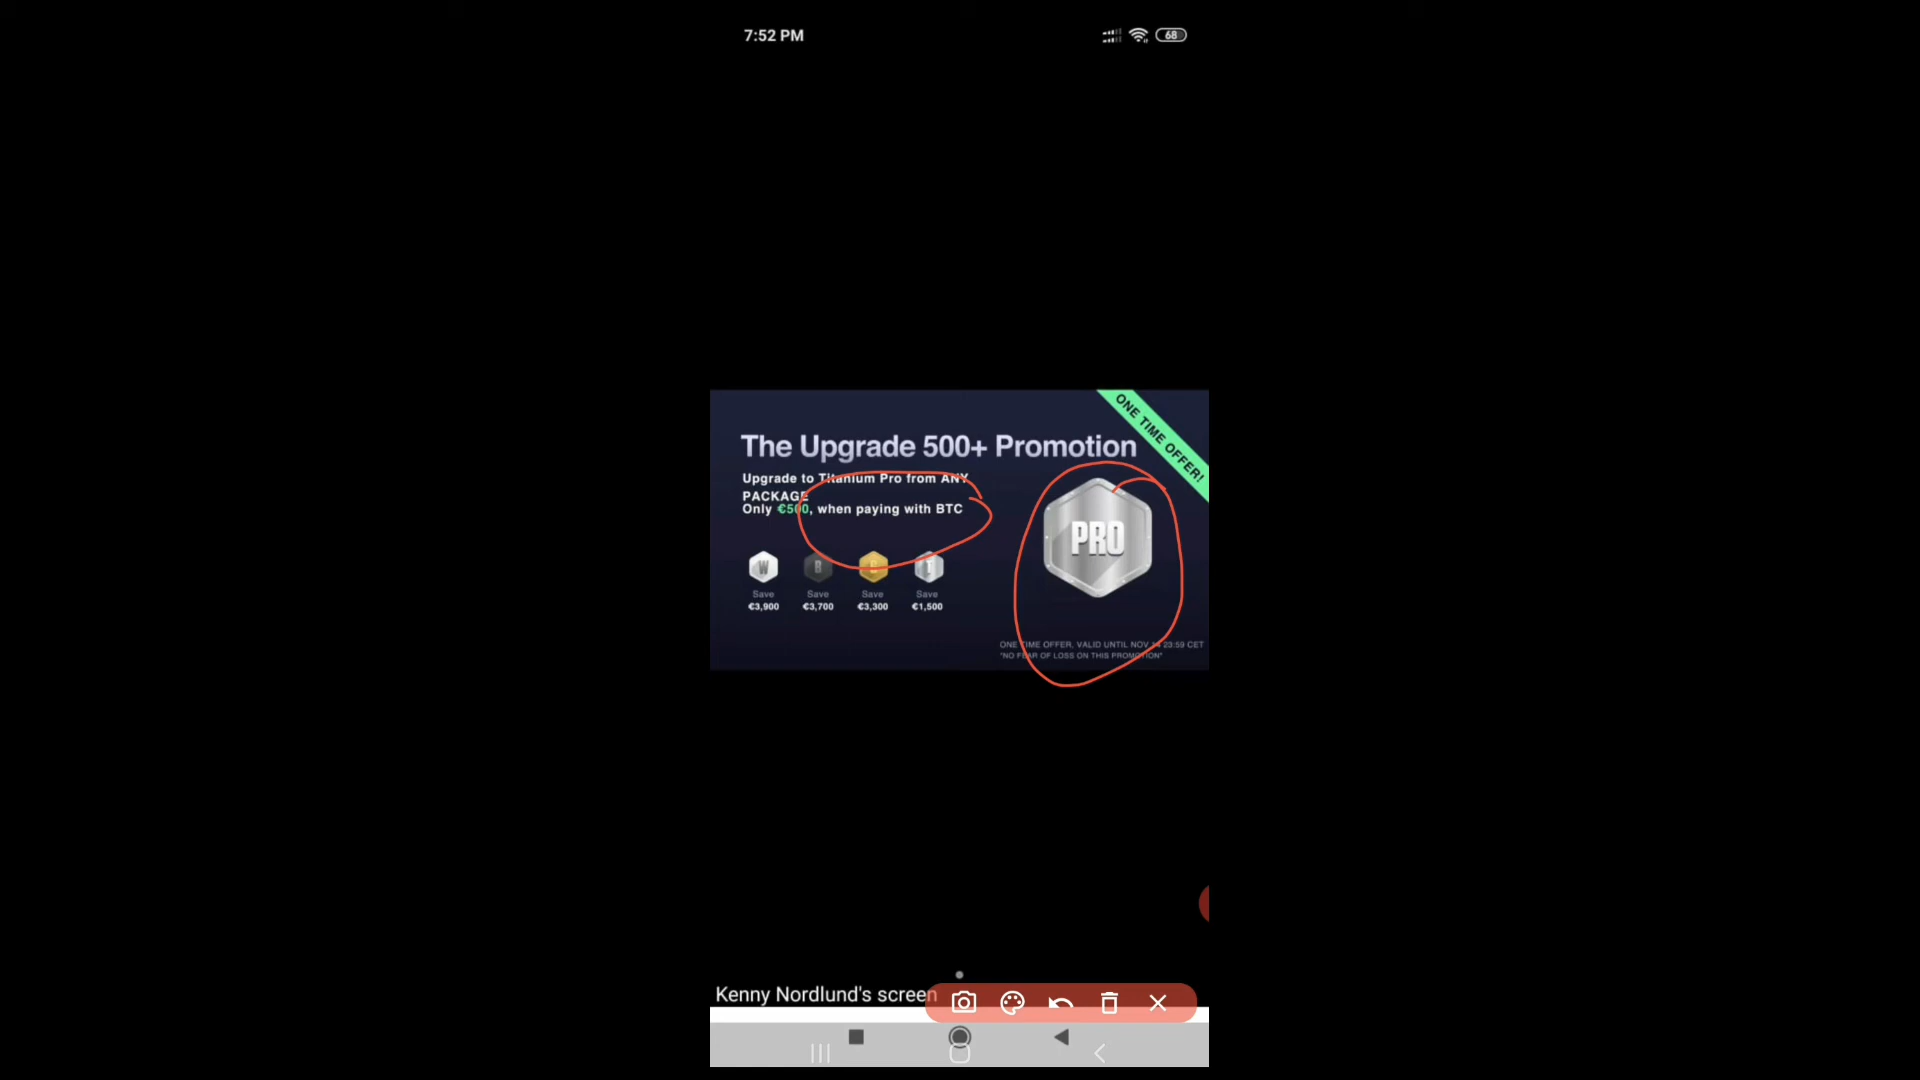 7:52 PM
68
ONE TIME OFFER!
The Upgrade 500+ Promotion
Upgrade to Titanium Pro from ANY
PACKAGE
Only €500, when paying with BTC
PRO
W B G T
Save Save Save Save
€3,900 €3,700 €3,300 €1,500
ONE TIME OFFER, VALID UNTIL NOV 23:59 CET
"NO FEAR OF LOSS ON THIS PROMOTION"
Kenny Nordlund's screen